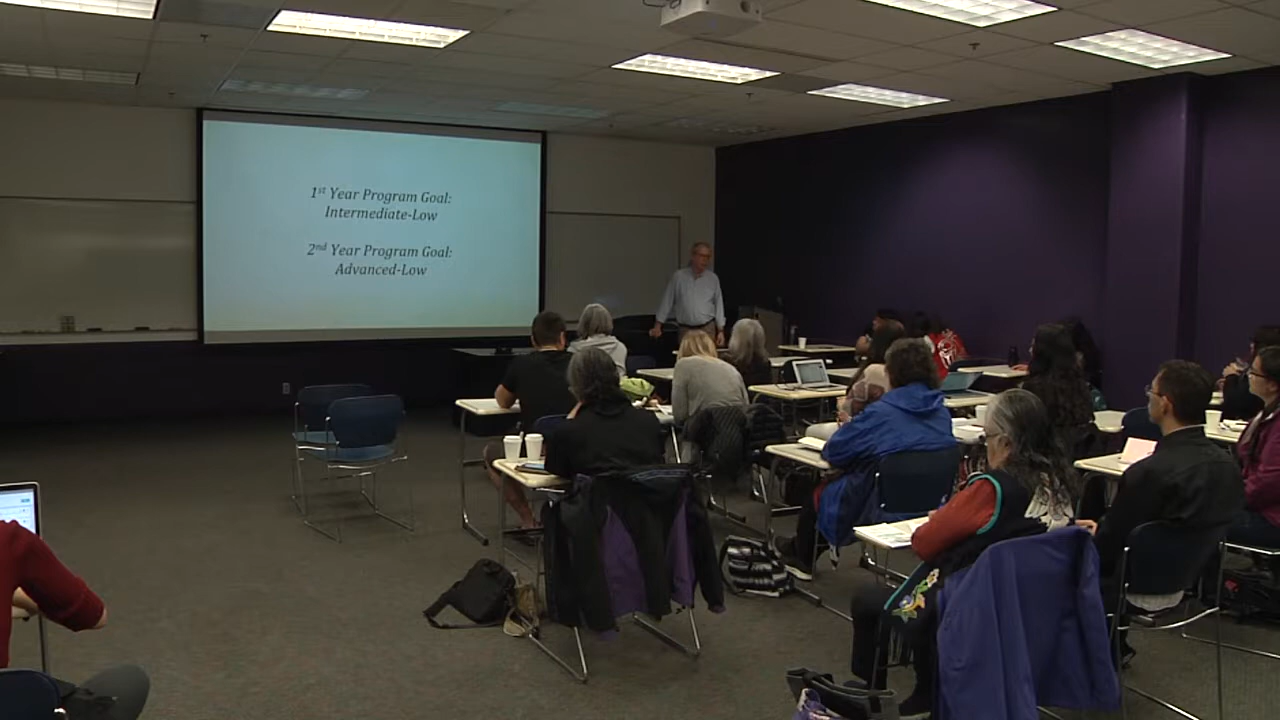 1st Year Program Goal:
Intermediate-Low
2nd Year Program Goal:
Advanced-Low